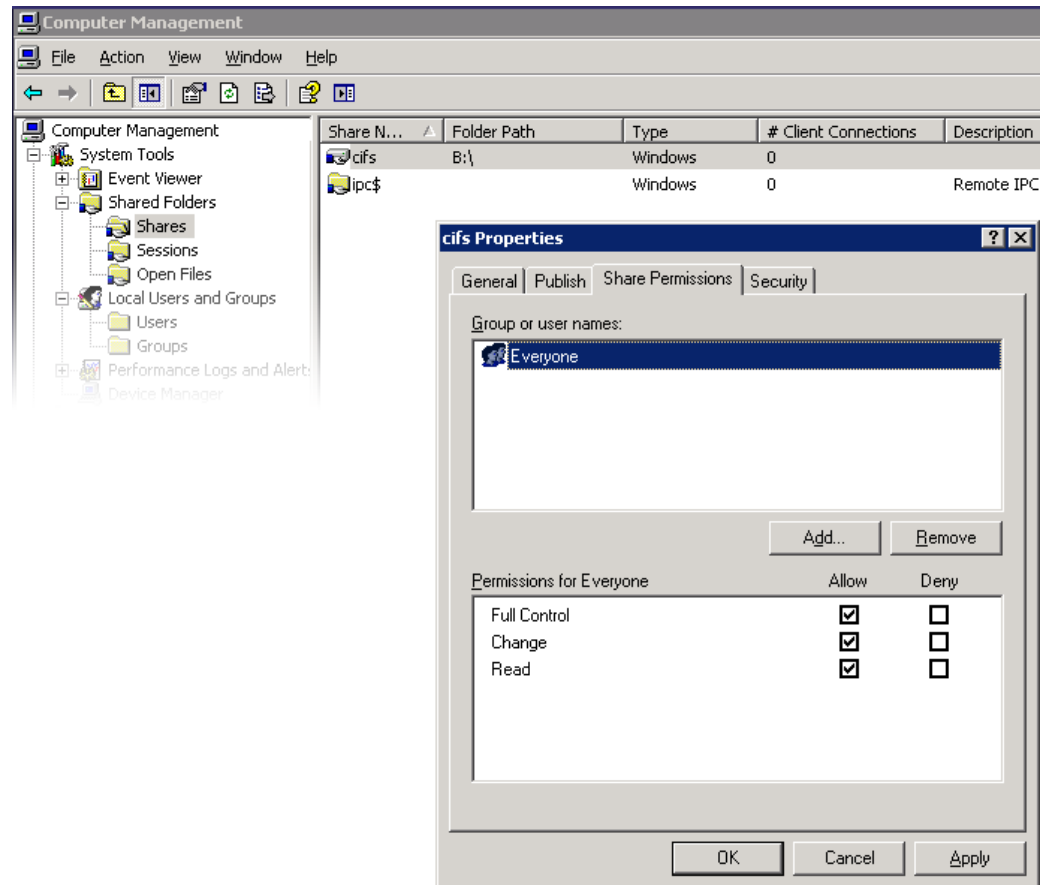 Computer Management
File Action View Window Help
Computer Management
System Tools
Event Viewer
Shared Folders
Shares
Sessions
Open Files
Local Users and Groups
Users
Groups
Performance Logs and Alert:
Device Manager
Share N... Folder Path Type # Client Connections Description
cifs B:\ Windows 0
ipc$ Windows 0 Remote IPC
cifs Properties
General Publish Share Permissions Security
Group or user names:
Everyone
Add... Remove
Permissions for Everyone Allow Deny
Full Control
Change
Read
OK Cancel Apply